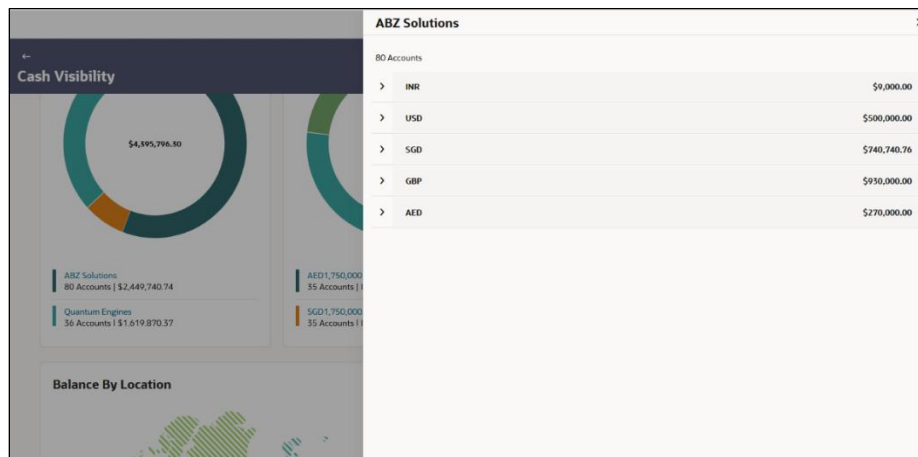 ABZ Solutions
80 Accounts
INR $9,000.00
USD $500,000.00
SGD $740,740.76
GBP $930,000.00
AED $270,000.00
←
Cash Visibility
$4,395,796.30
ABZ Solutions
80 Accounts | $2,449,740.74
Quantum Engines
36 Accounts | $1,619,870.37
AED1,750,000
35 Accounts |
SGD1,750,000
35 Accounts |
Balance By Location